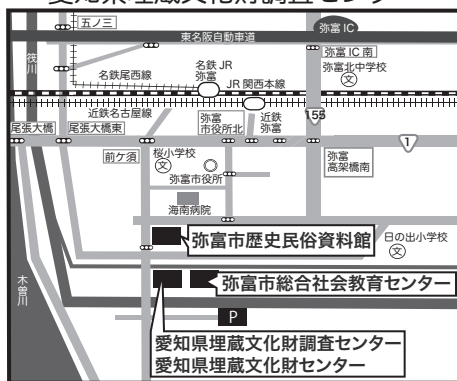 愛知県埋蔵文化財調査センター
五ノ三
弥富IC
筏川
東名阪自動車道
弥富IC南
名鉄尾西線
名鉄JR弥富
弥富北中学校
文
JR関西本線
近鉄名古屋線
155
尾張大橋
尾張大橋東
弥富市役所北
近鉄弥富
1
前ケ須
桜小学校
文
弥富市役所
弥富高架橋南
海南病院
弥富市歴史民俗資料館
日の出小学校
文
木曽川
弥富市総合社会教育センター
P
愛知県埋蔵文化財調査センター
愛知県埋蔵文化財センター